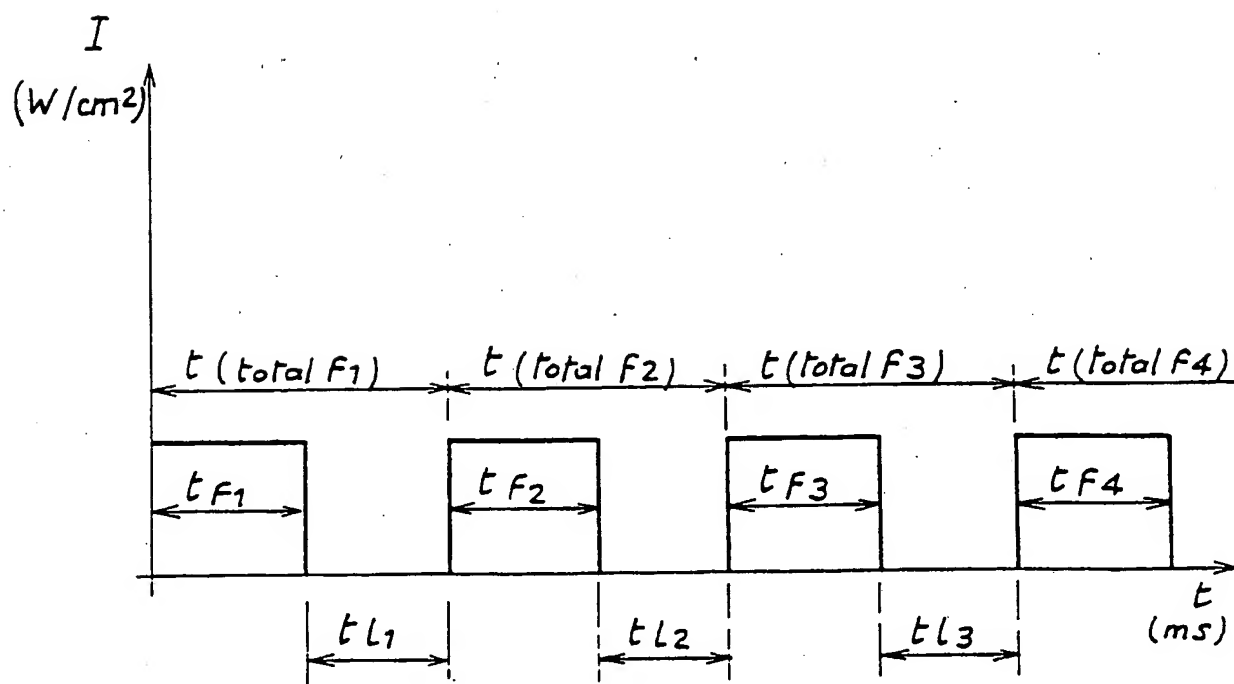 I
(W/cm²)
t (total F1) t (total F2) t (total F3) t (total F4)
tF1 tF2 tF3 tF4
t
(ms)
tl1 tl2 tl3